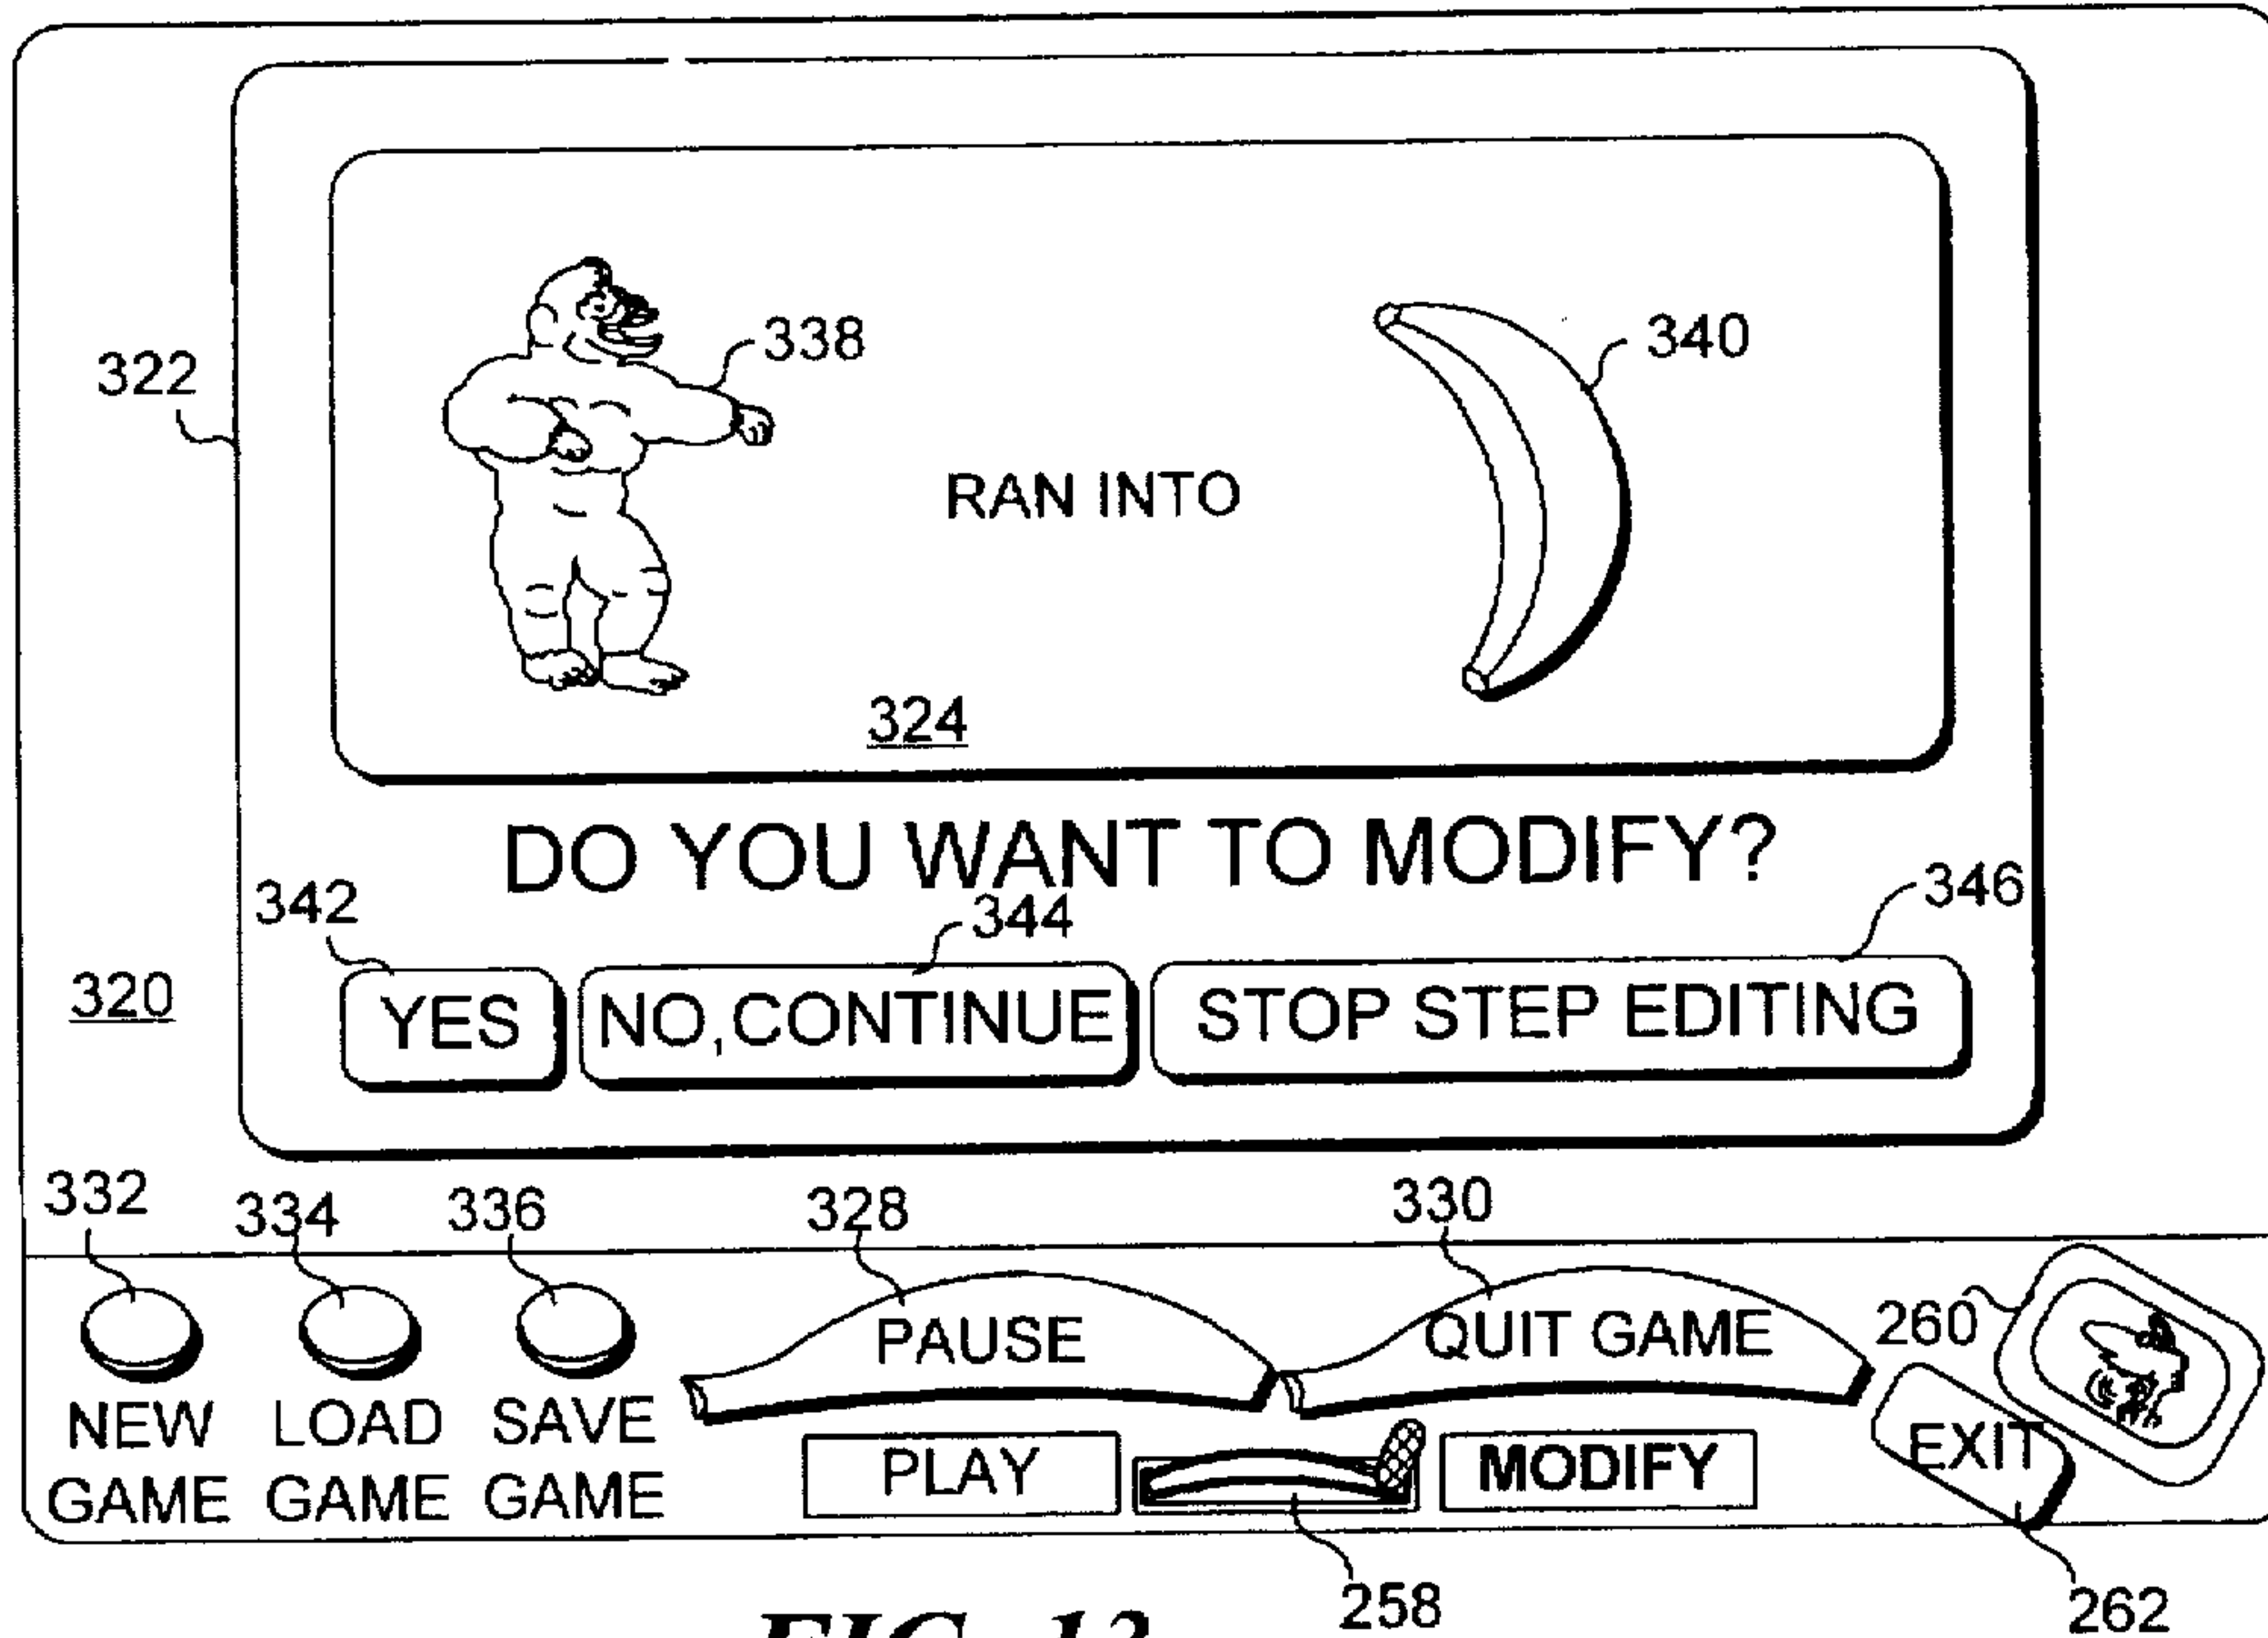 338
340
322
RAN INTO
324
DO YOU WANT TO MODIFY?
342
344
346
320
YES
NO, CONTINUE
STOP STEP EDITING
332
334
336
328
330
260
PAUSE
QUIT GAME
NEW GAME
LOAD GAME
SAVE GAME
PLAY
MODIFY
EXIT
258
262